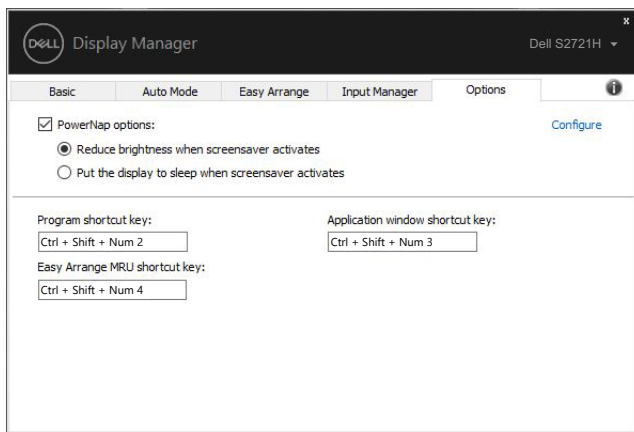 x
DELL Display Manager Dell S2721H
Basic Auto Mode Easy Arrange Input Manager Options i
PowerNap options: Configure
Reduce brightness when screensaver activates
Put the display to sleep when screensaver activates
Program shortcut key: Application window shortcut key:
Ctrl + Shift + Num 2 Ctrl + Shift + Num 3
Easy Arrange MRU shortcut key:
Ctrl + Shift + Num 4